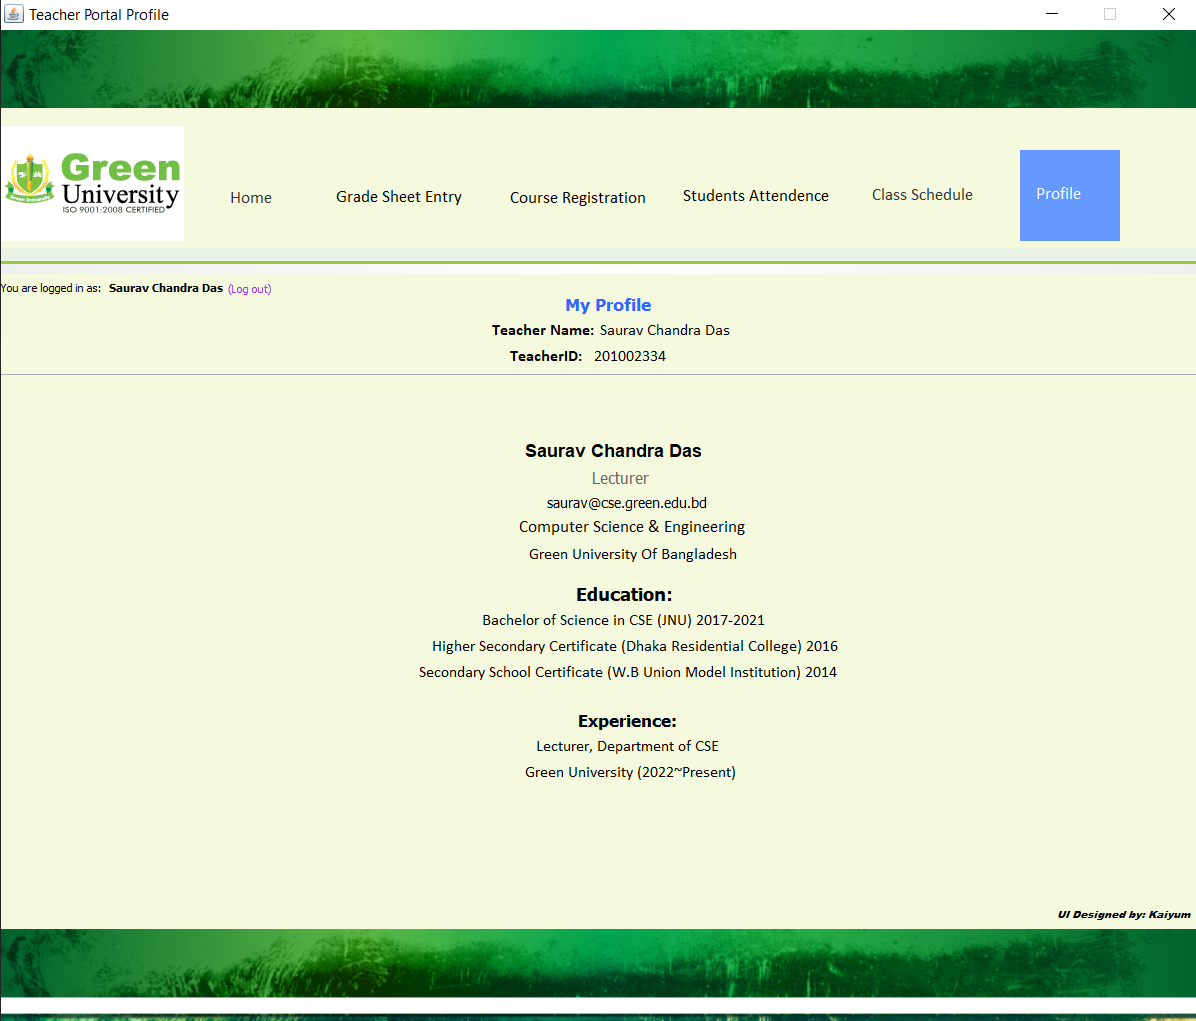 Teacher Portal Profile
Green
University
ISO 9001:2008 CERTIFIED
Green University
Home
Grade Sheet Entry
Course Registration
Students Attendence
Class Schedule
Profile
You are logged in as: Saurav Chandra Das (Log out)
My Profile
Teacher Name: Saurav Chandra Das
TeacherID: 201002334
Saurav Chandra Das
Lecturer
saurav@cse.green.edu.bd
Computer Science & Engineering
Green University Of Bangladesh
Education:
Bachelor of Science in CSE (JNU) 2017-2021
Higher Secondary Certificate (Dhaka Residential College) 2016
Secondary School Certificate (W.B Union Model Institution) 2014
Experience:
Lecturer, Department of CSE
Green University (2022~Present)
UI Designed by: Kaiyum